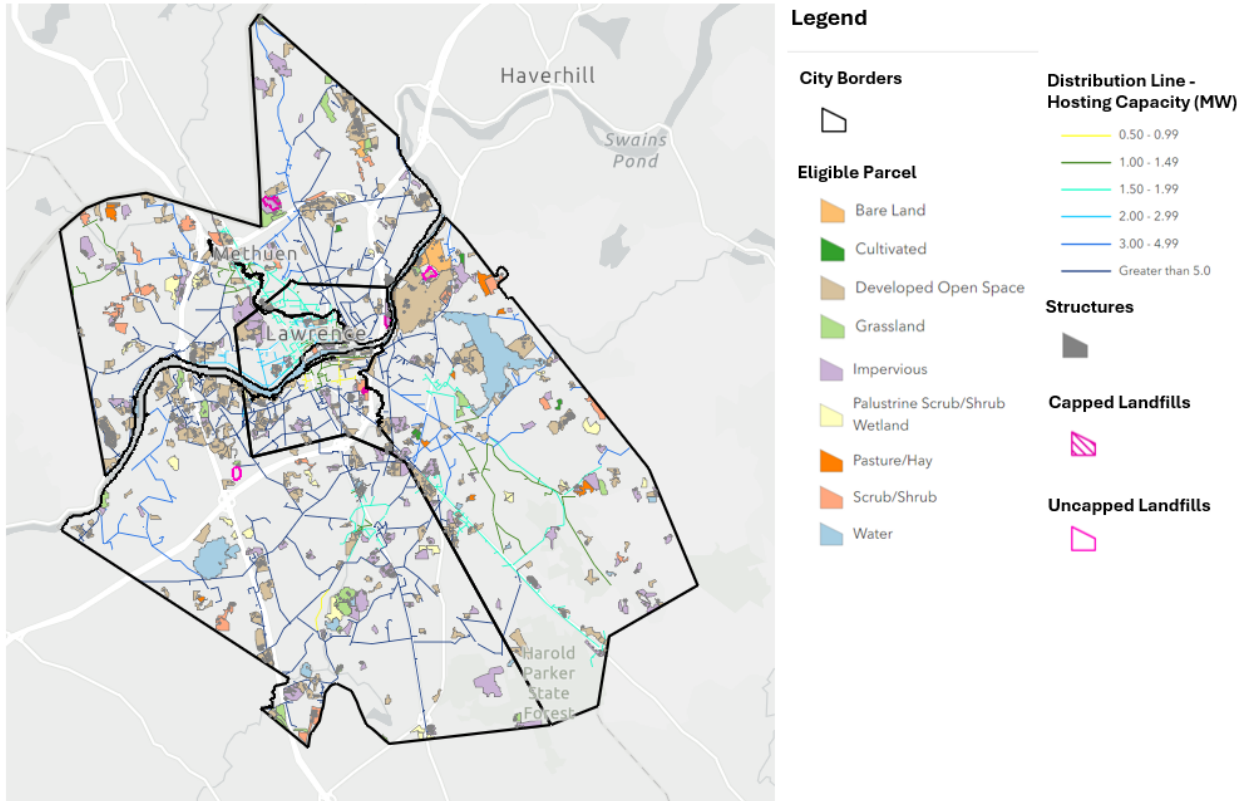 Haverhill
Swains
Pond
Methuen
Lawrence
Harold
Parker
State
Forest
Legend
City Borders
Eligible Parcel
Bare Land
Cultivated
Developed Open Space
Grassland
Impervious
Palustrine Scrub/Shrub
Wetland
Pasture/Hay
Scrub/Shrub
Water
Distribution Line -
Hosting Capacity (MW)
0.50 - 0.99
1.00 - 1.49
1.50 - 1.99
2.00 - 2.99
3.00 - 4.99
Greater than 5.0
Structures
Capped Landfills
Uncapped Landfills